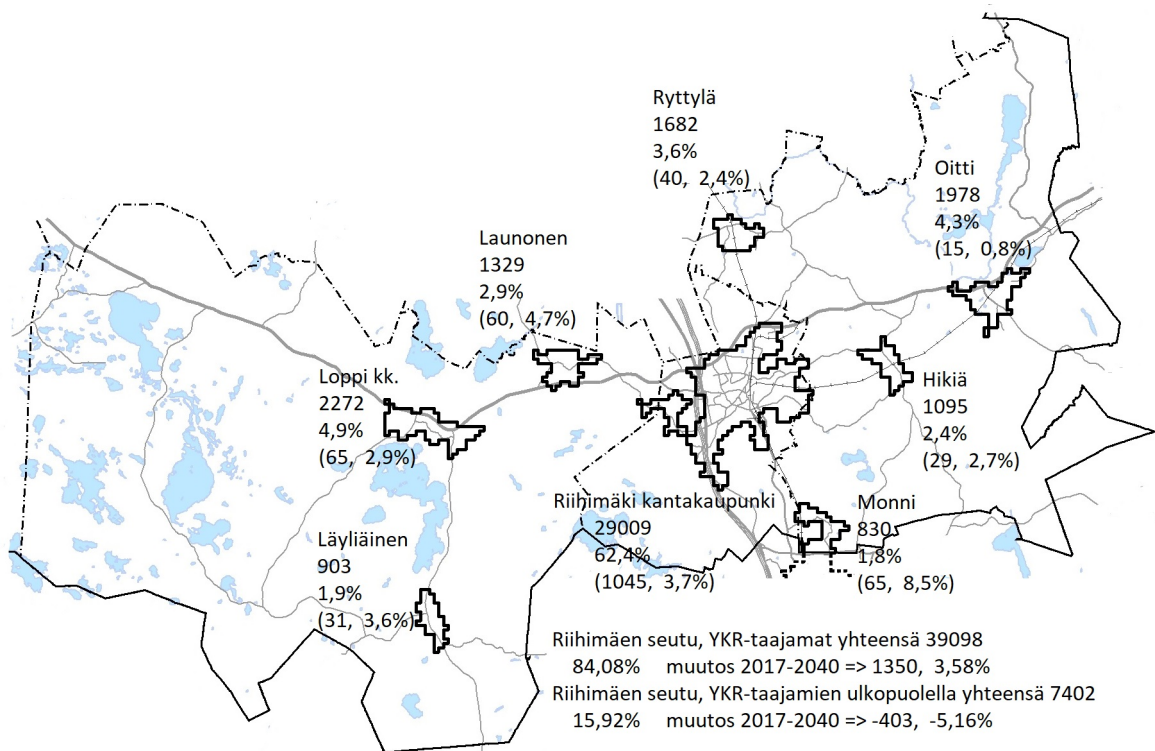 Ryttylä
1682
3,6%
(40, 2,4%)
Oitti
1978
4,3%
(15, 0,8%)
Launonen
1329
2,9%
(60, 4,7%)
Loppi kk.
2272
4,9%
(65, 2,9%)
Hikiä
1095
2,4%
(29, 2,7%)
Riihimäki kantakaupunki
29009
62,4%
(1045, 3,7%)
Monni
830
1,8%
(65, 8,5%)
Läyliäinen
903
1,9%
(31, 3,6%)
Riihimäen seutu, YKR-taajamat yhteensä 39098
84,08% muutos 2017-2040 => 1350, 3,58%
Riihimäen seutu, YKR-taajamien ulkopuolella yhteensä 7402
15,92% muutos 2017-2040 => -403, -5,16%